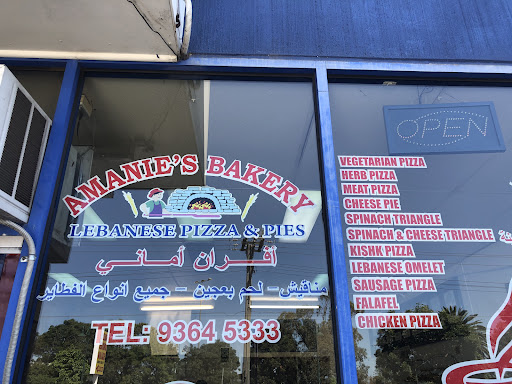 AMANIE'S BAKERY
LEBANESE PIZZA & PIES
أفران أماني
مناقيش - لحم بعجين - جميع انواع الفطاير
TEL: 9364 5333
OPEN
VEGETARIAN PIZZA
HERB PIZZA
MEAT PIZZA
CHEESE PIE
SPINACH TRIANGLE
SPINACH & CHEESE TRIANGLE
KISHK PIZZA
LEBANESE OMELET
SAUSAGE PIZZA
FALAFEL
CHICKEN PIZZA